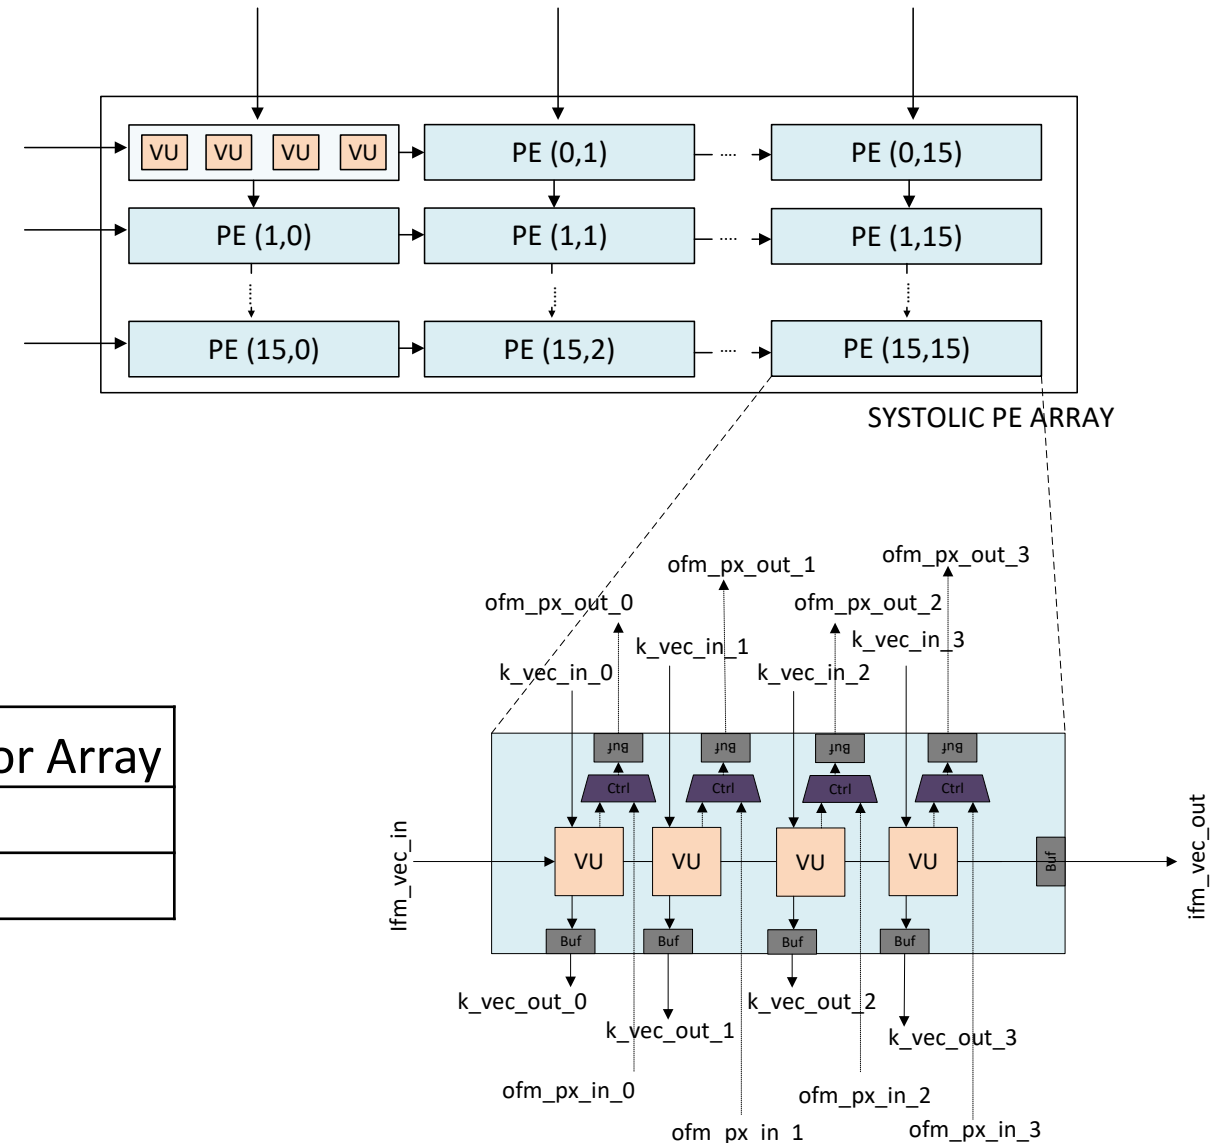 VU VU VU VU PE (0,1) .... PE (0,15)
PE (1,0) PE (1,1) .... PE (1,15)
PE (15,0) PE (15,2) .... PE (15,15)
SYSTOLIC PE ARRAY
ofm_px_out_0 ofm_px_out_1 ofm_px_out_2 ofm_px_out_3
k_vec_in_0 k_vec_in_1 k_vec_in_2 k_vec_in_3
or Array
Buf Buf Buf Buf
Ctrl Ctrl Ctrl Ctrl
Ifm_vec_in VU VU VU VU Buf ifm_vec_out
Buf Buf Buf Buf
k_vec_out_0 k_vec_out_1 k_vec_out_2 k_vec_out_3
ofm_px_in_0 ofm_px_in_1 ofm_px_in_2 ofm_px_in_3